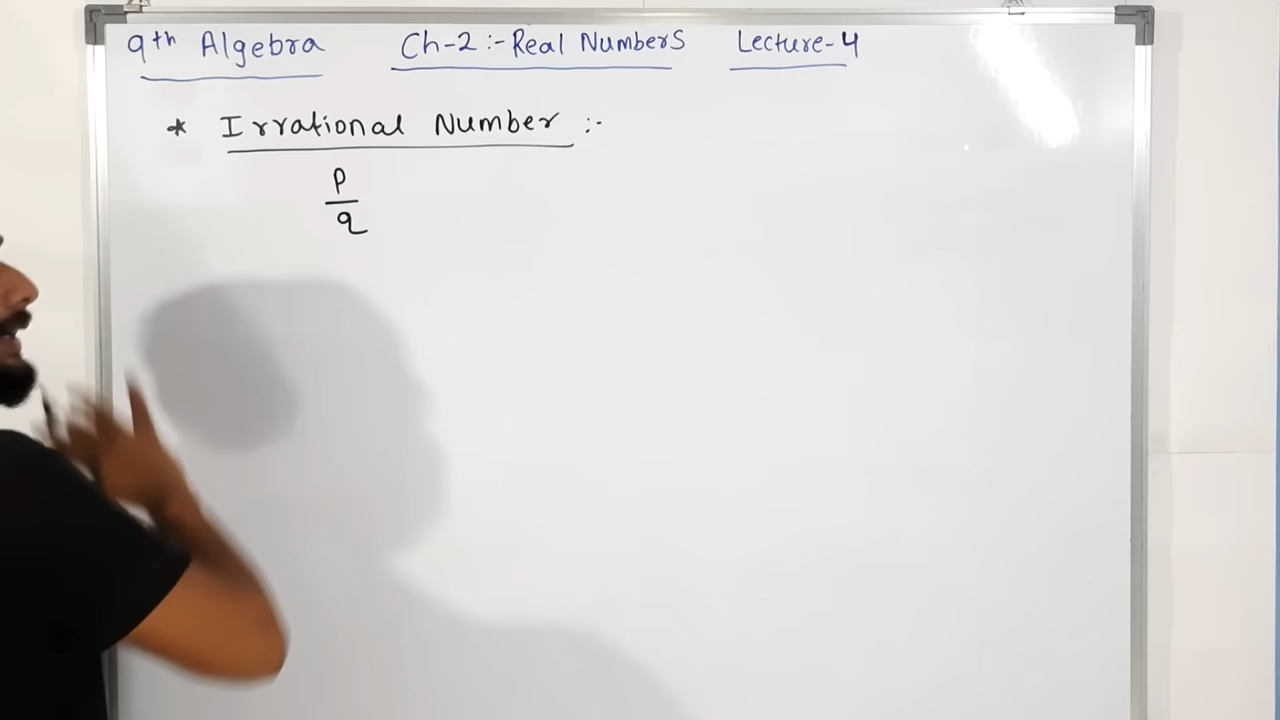 9th Algebra Ch-2 :- Real Numbers Lecture-4
* Irrational Number :-
p
q